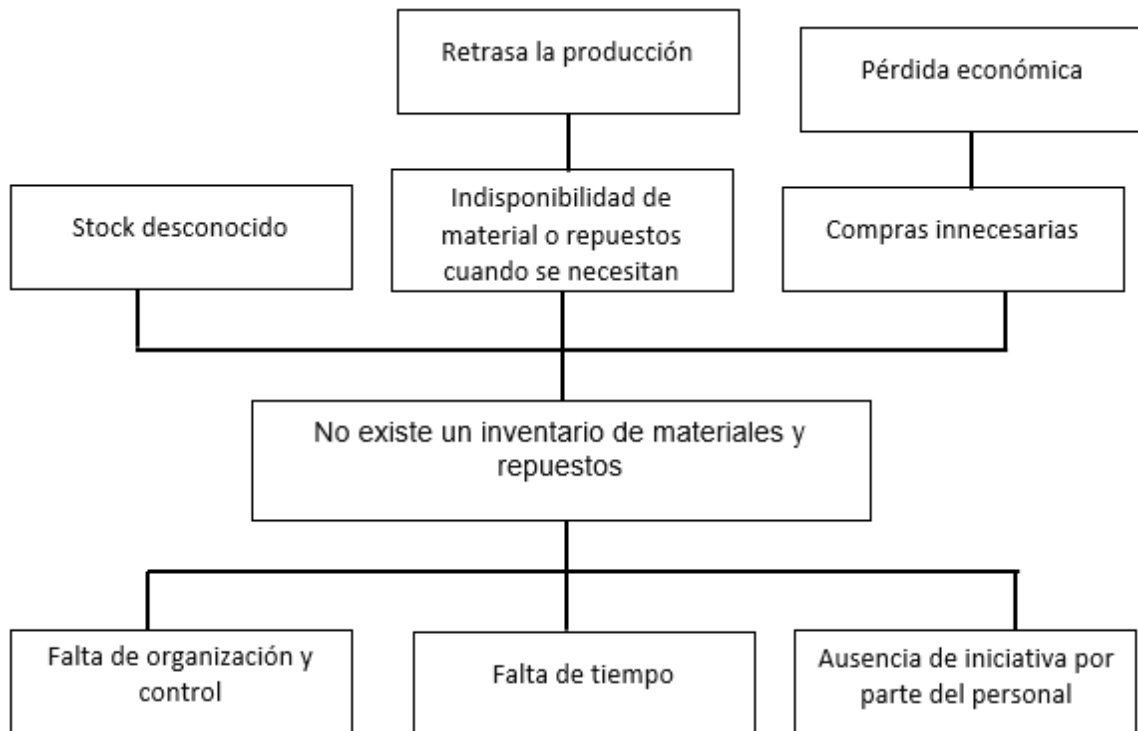 Retrasa la producción
Pérdida económica
Stock desconocido
Indisponibilidad de
material o repuestos
cuando se necesitan
Compras innecesarias
No existe un inventario de materiales y
repuestos
Falta de organización y
control
Falta de tiempo
Ausencia de iniciativa por
parte del personal